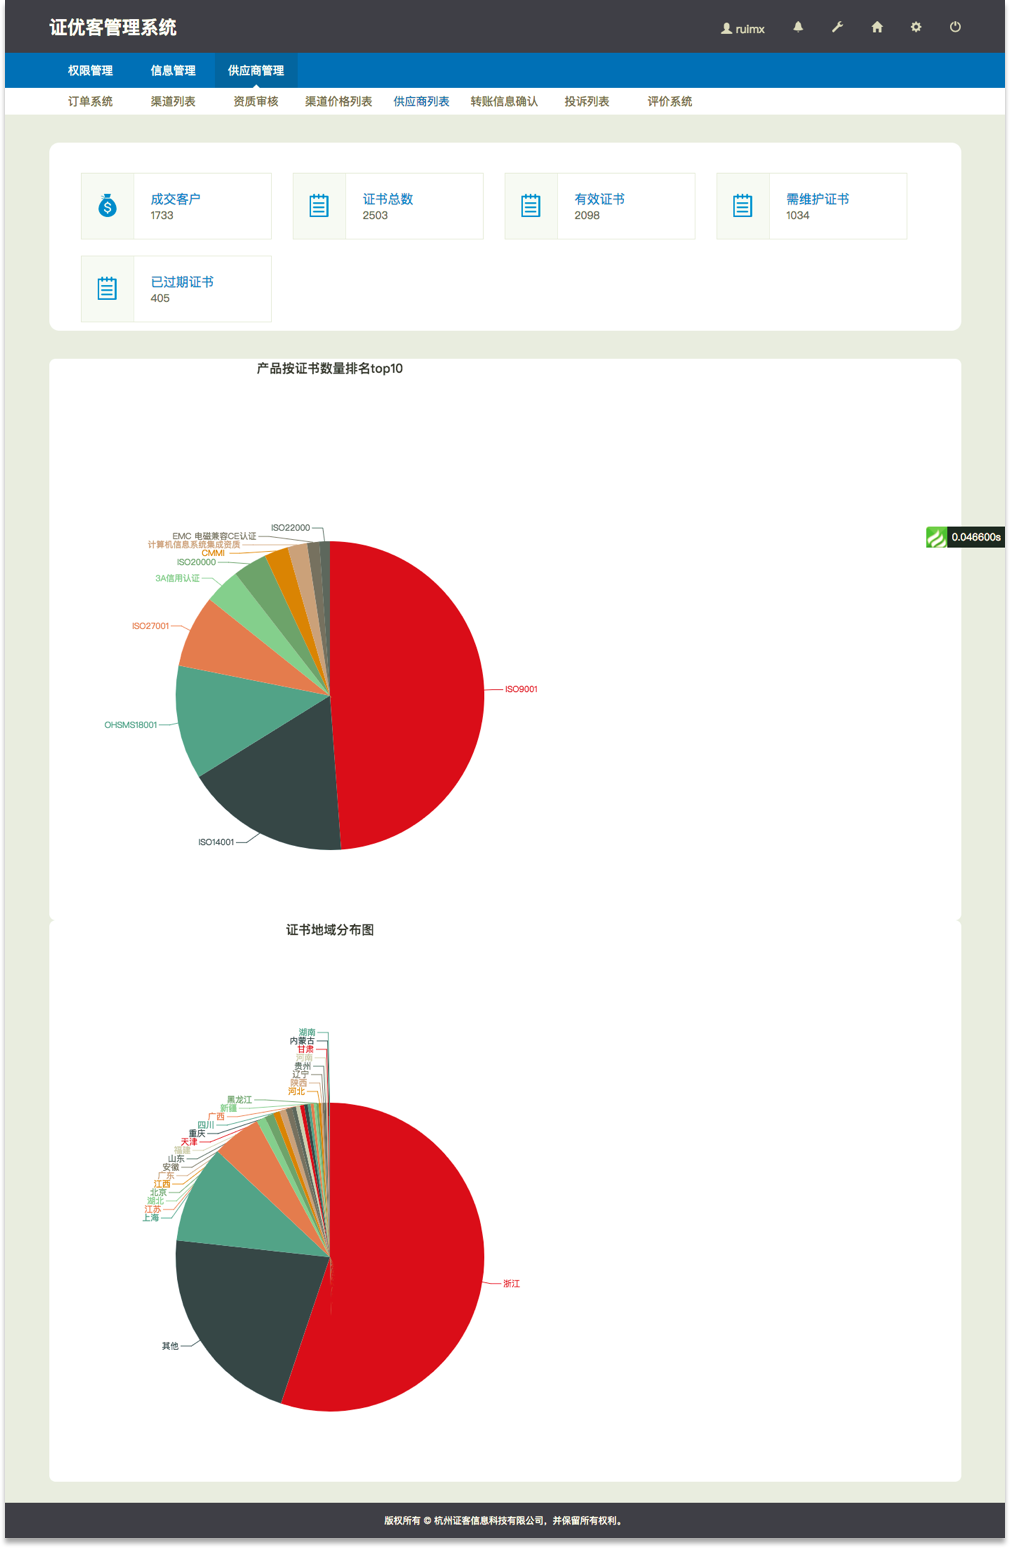 证优客管理系统
ruimx
权限管理 信息管理 供应商管理
订单系统 渠道列表 资质审核 渠道价格列表 供应商列表 转账信息确认 投诉列表 评价系统
成交客户
1733
证书总数
2503
有效证书
2098
需维护证书
1034
已过期证书
405
产品按证书数量排名top10
ISO22000
EMC 电磁兼容CE认证
计算机信息系统集成资质
CMMI
ISO20000
3A信用认证
ISO27001
ISO9001
OHSMS18001
ISO14001
0.046600s
证书地域分布图
湖南
内蒙古
甘肃
河南
贵州
辽宁
陕西
河北
黑龙江
新疆
广西
四川
重庆
天津
福建
山东
安徽
广东
江西
北京
湖北
江苏
上海
浙江
其他
版权所有 © 杭州证客信息科技有限公司，并保留所有权利。